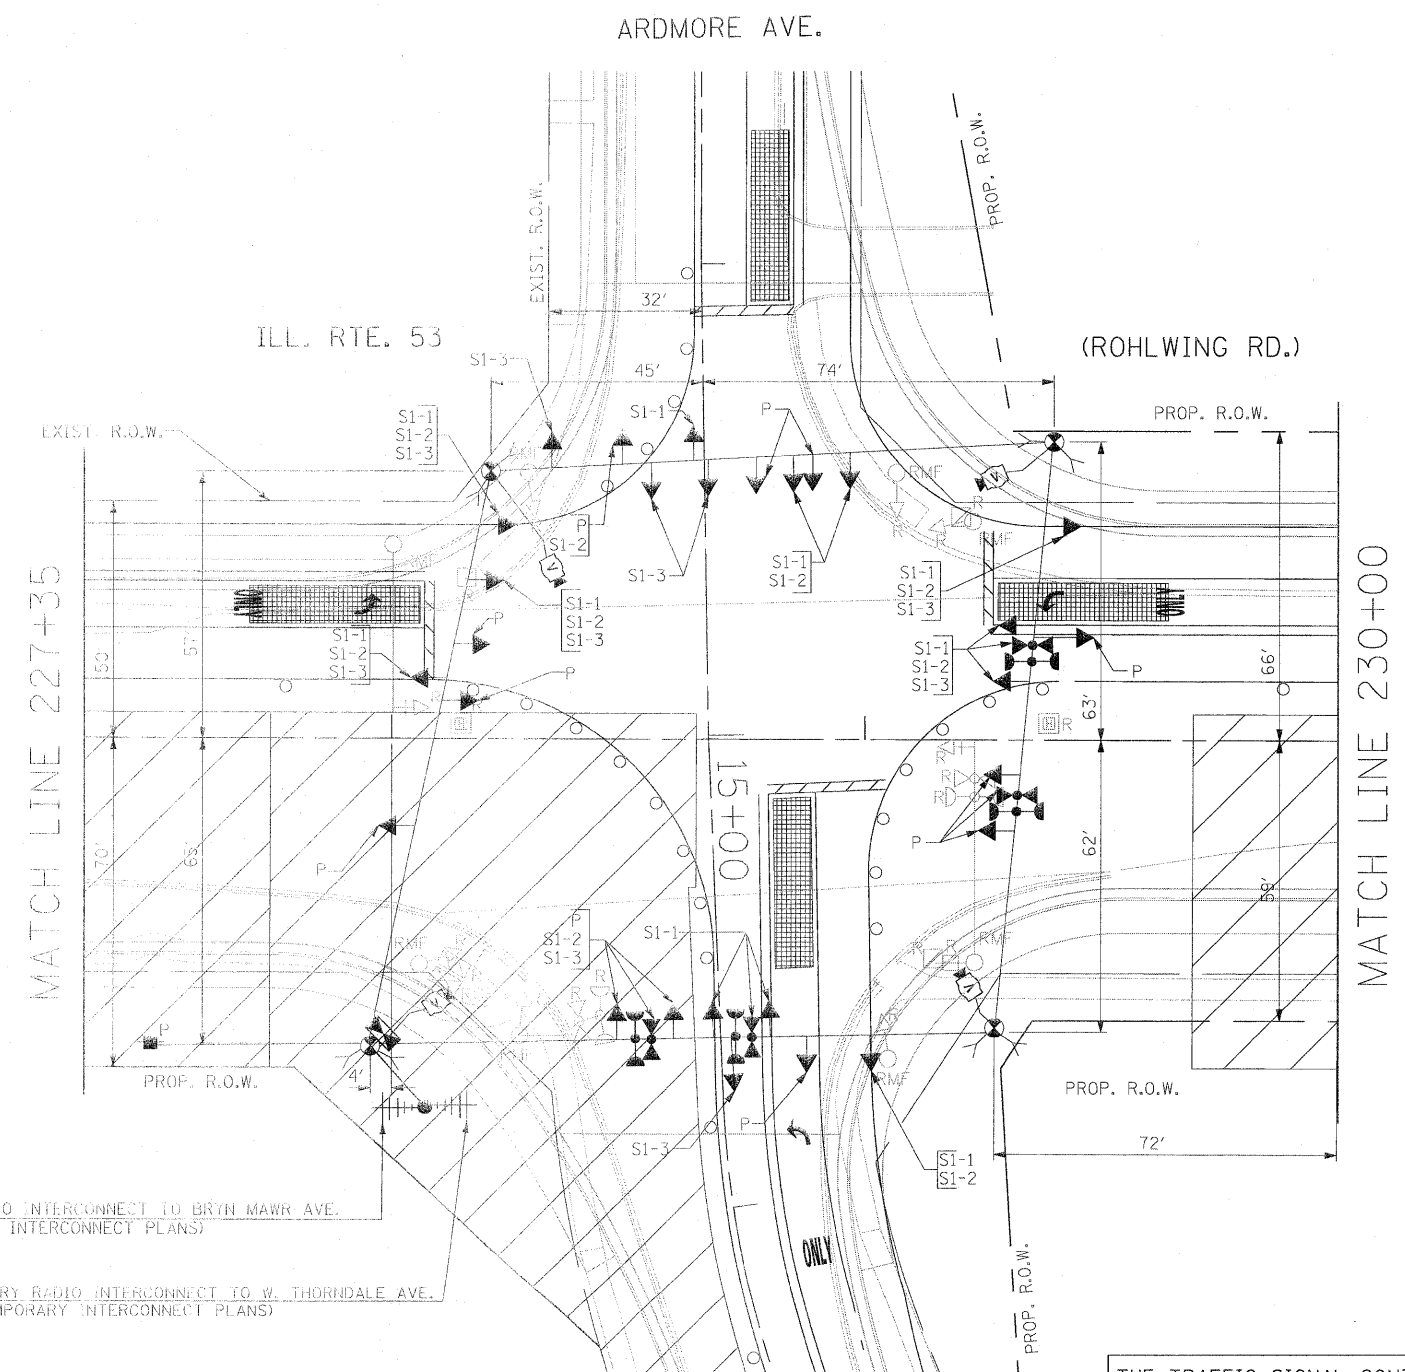 ARDMORE AVE.
PROP. R.O.W.
EXIST. R.O.W.
32'
ILL. RTE. 53
(ROHLWING RD.)
S1-3
45'
74'
S1-1
S1-2
S1-3
S1-1
P
PROP. R.O.W.
EXIST. R.O.W.
RMF
V
R
P
S1-2
S1-3
S1-1
S1-2
R
R
RMF
S1-1
S1-2
S1-3
RMF
V
ONLY
S1-1
S1-2
S1-3
P
ONLY
S1-1
S1-2
S1-3
S1-1
S1-2
S1-3
P
P
MATCH LINE 227+35
MATCH LINE 230+00
50'
57'
66'
63'
R
R
H
H
R
15+00
R
R
R
P
P
70'
65'
62'
59'
P
S1-2
S1-3
S1-1
RMF
R
R
RMF
V
V
P
R
RMF
4'
PROP. R.O.W.
PROP. R.O.W.
S1-3
P
S1-1
S1-2
72'
O INTERCONNECT TO BRYN MAWR AVE.
INTERCONNECT PLANS)
ONLY
PROP. R.O.W.
RY RADIO INTERCONNECT TO W. THORNDALE AVE.
MPORARY INTERCONNECT PLANS)